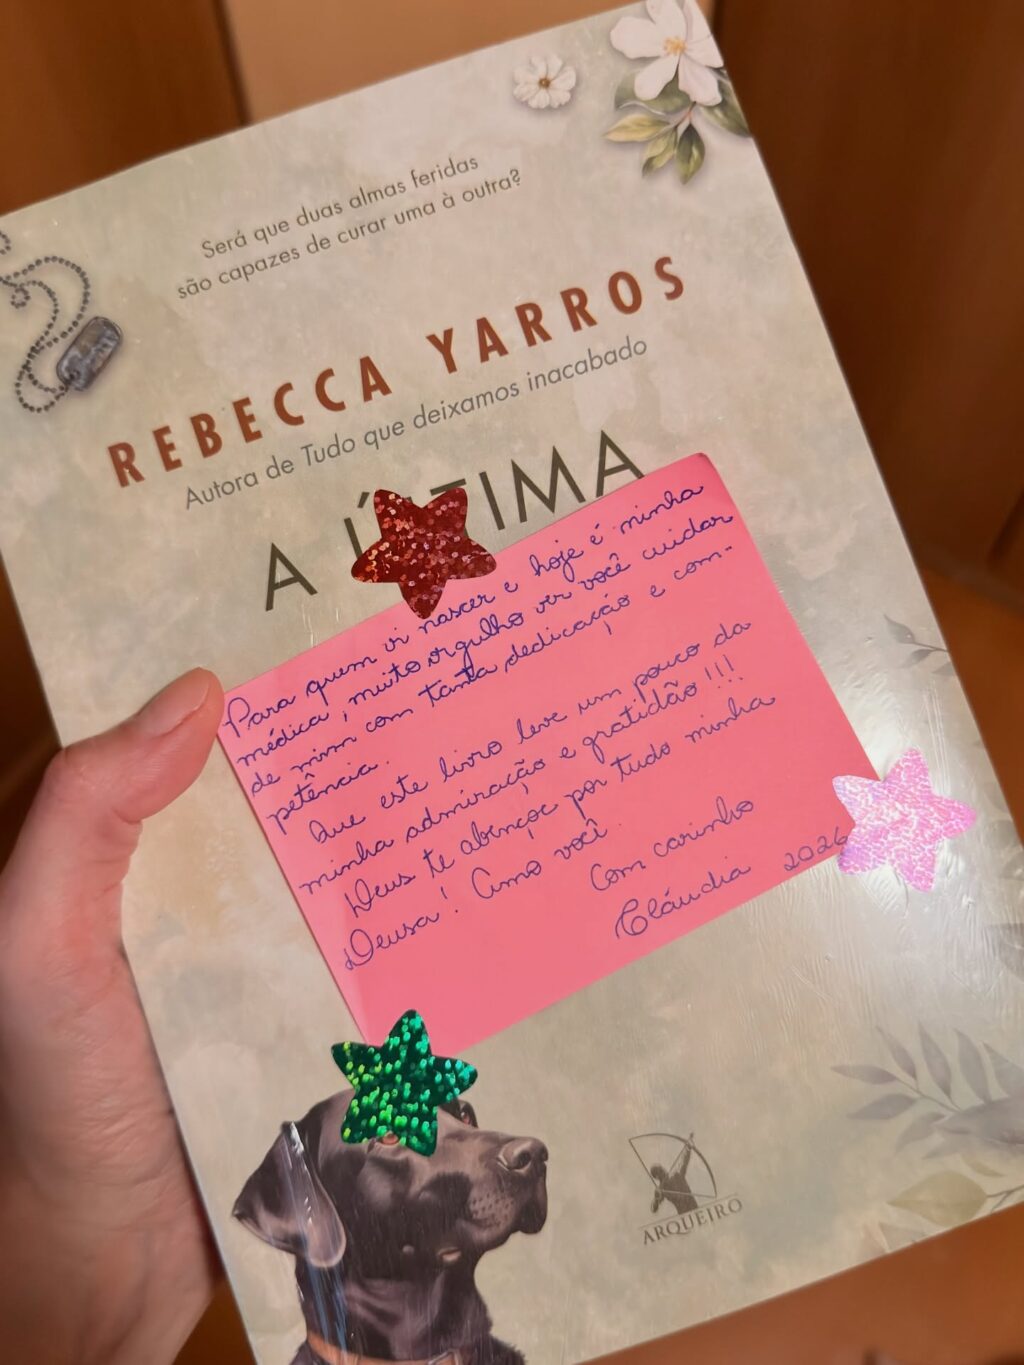 Será que duas almas feridas
são capazes de curar uma à outra?
REBECCA YARROS
Autora de Tudo que deixamos inacabado
A ÚLTIMA
Para quem vi nascer e hoje é minha
médica, muito orgulho ver você cuidar
de mim com tanta dedicação e com-
petência.
Que este livro leve um pouco da
minha admiração e gratidão!!!
Deus te abençoe por tudo minha
Deusa! Amo você.
Com carinho
Cláudia 2026
ARQUEIRO